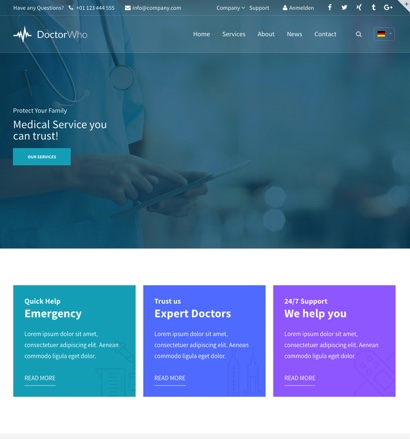 Have any Questions? +01 123 444 555 info@company.com Company Support Anmelden
DoctorWho Home Services About News Contact
Protect Your Family
Medical Service you
can trust!
OUR SERVICES
Quick Help
Emergency
Lorem ipsum dolor sit amet,
consectetuer adipiscing elit. Aenean
commodo ligula eget dolor.
READ MORE
Trust us
Expert Doctors
Lorem ipsum dolor sit amet,
consectetuer adipiscing elit. Aenean
commodo ligula eget dolor.
READ MORE
24/7 Support
We help you
Lorem ipsum dolor sit amet,
consectetuer adipiscing elit. Aenean
commodo ligula eget dolor.
READ MORE